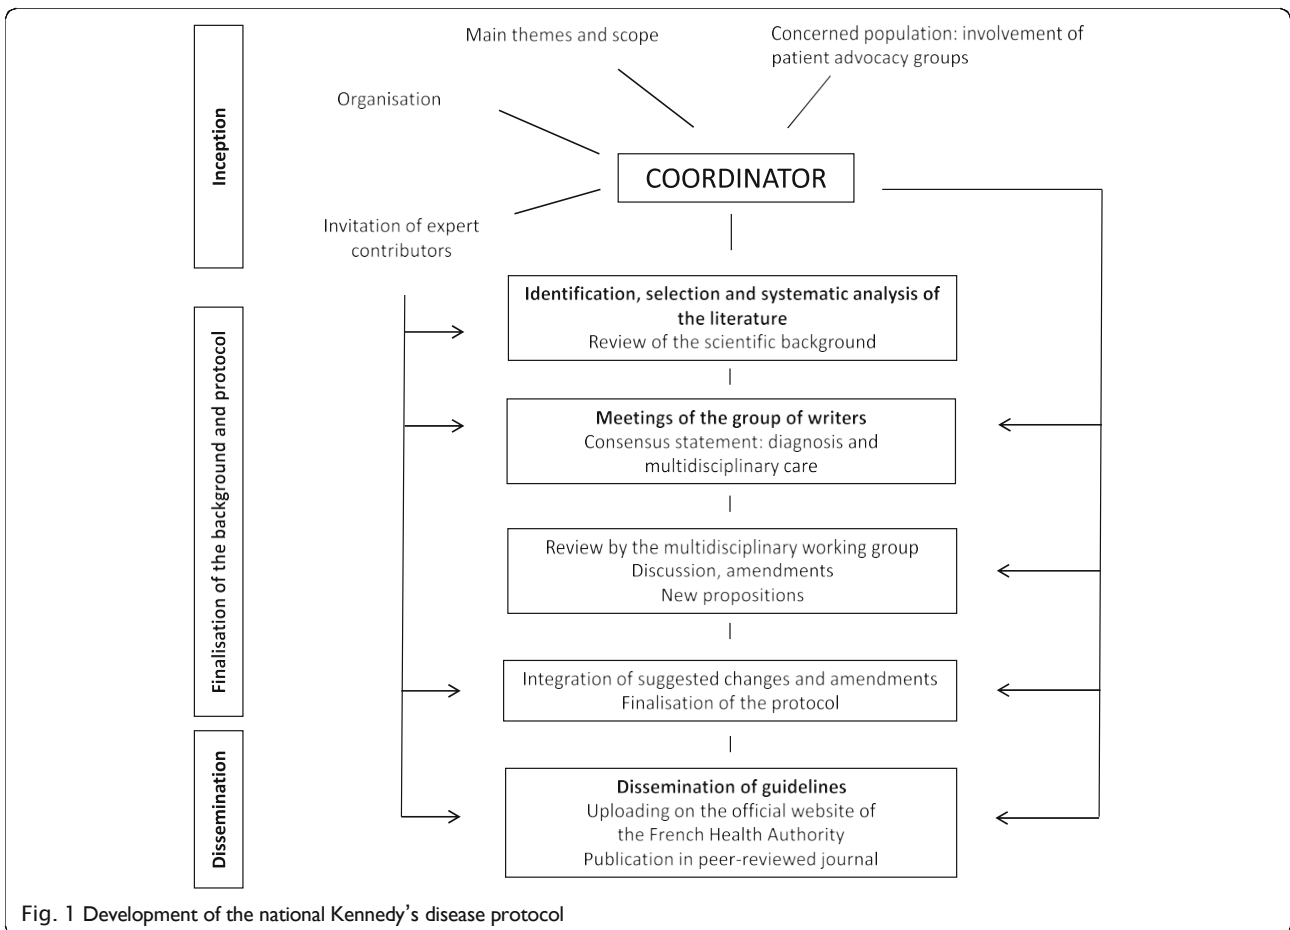 Main themes and scope
Concerned population: involvement of
patient advocacy groups
Organisation
Inception
COORDINATOR
Invitation of expert
contributors
Identification, selection and systematic analysis of
the literature
Review of the scientific background
Finalisation of the background and protocol
Meetings of the group of writers
Consensus statement: diagnosis and
multidisciplinary care
Review by the multidisciplinary working group
Discussion, amendments
New propositions
Integration of suggested changes and amendments
Finalisation of the protocol
Dissemination
Dissemination of guidelines
Uploading on the official website of
the French Health Authority
Publication in peer-reviewed journal
Fig. 1 Development of the national Kennedy's disease protocol